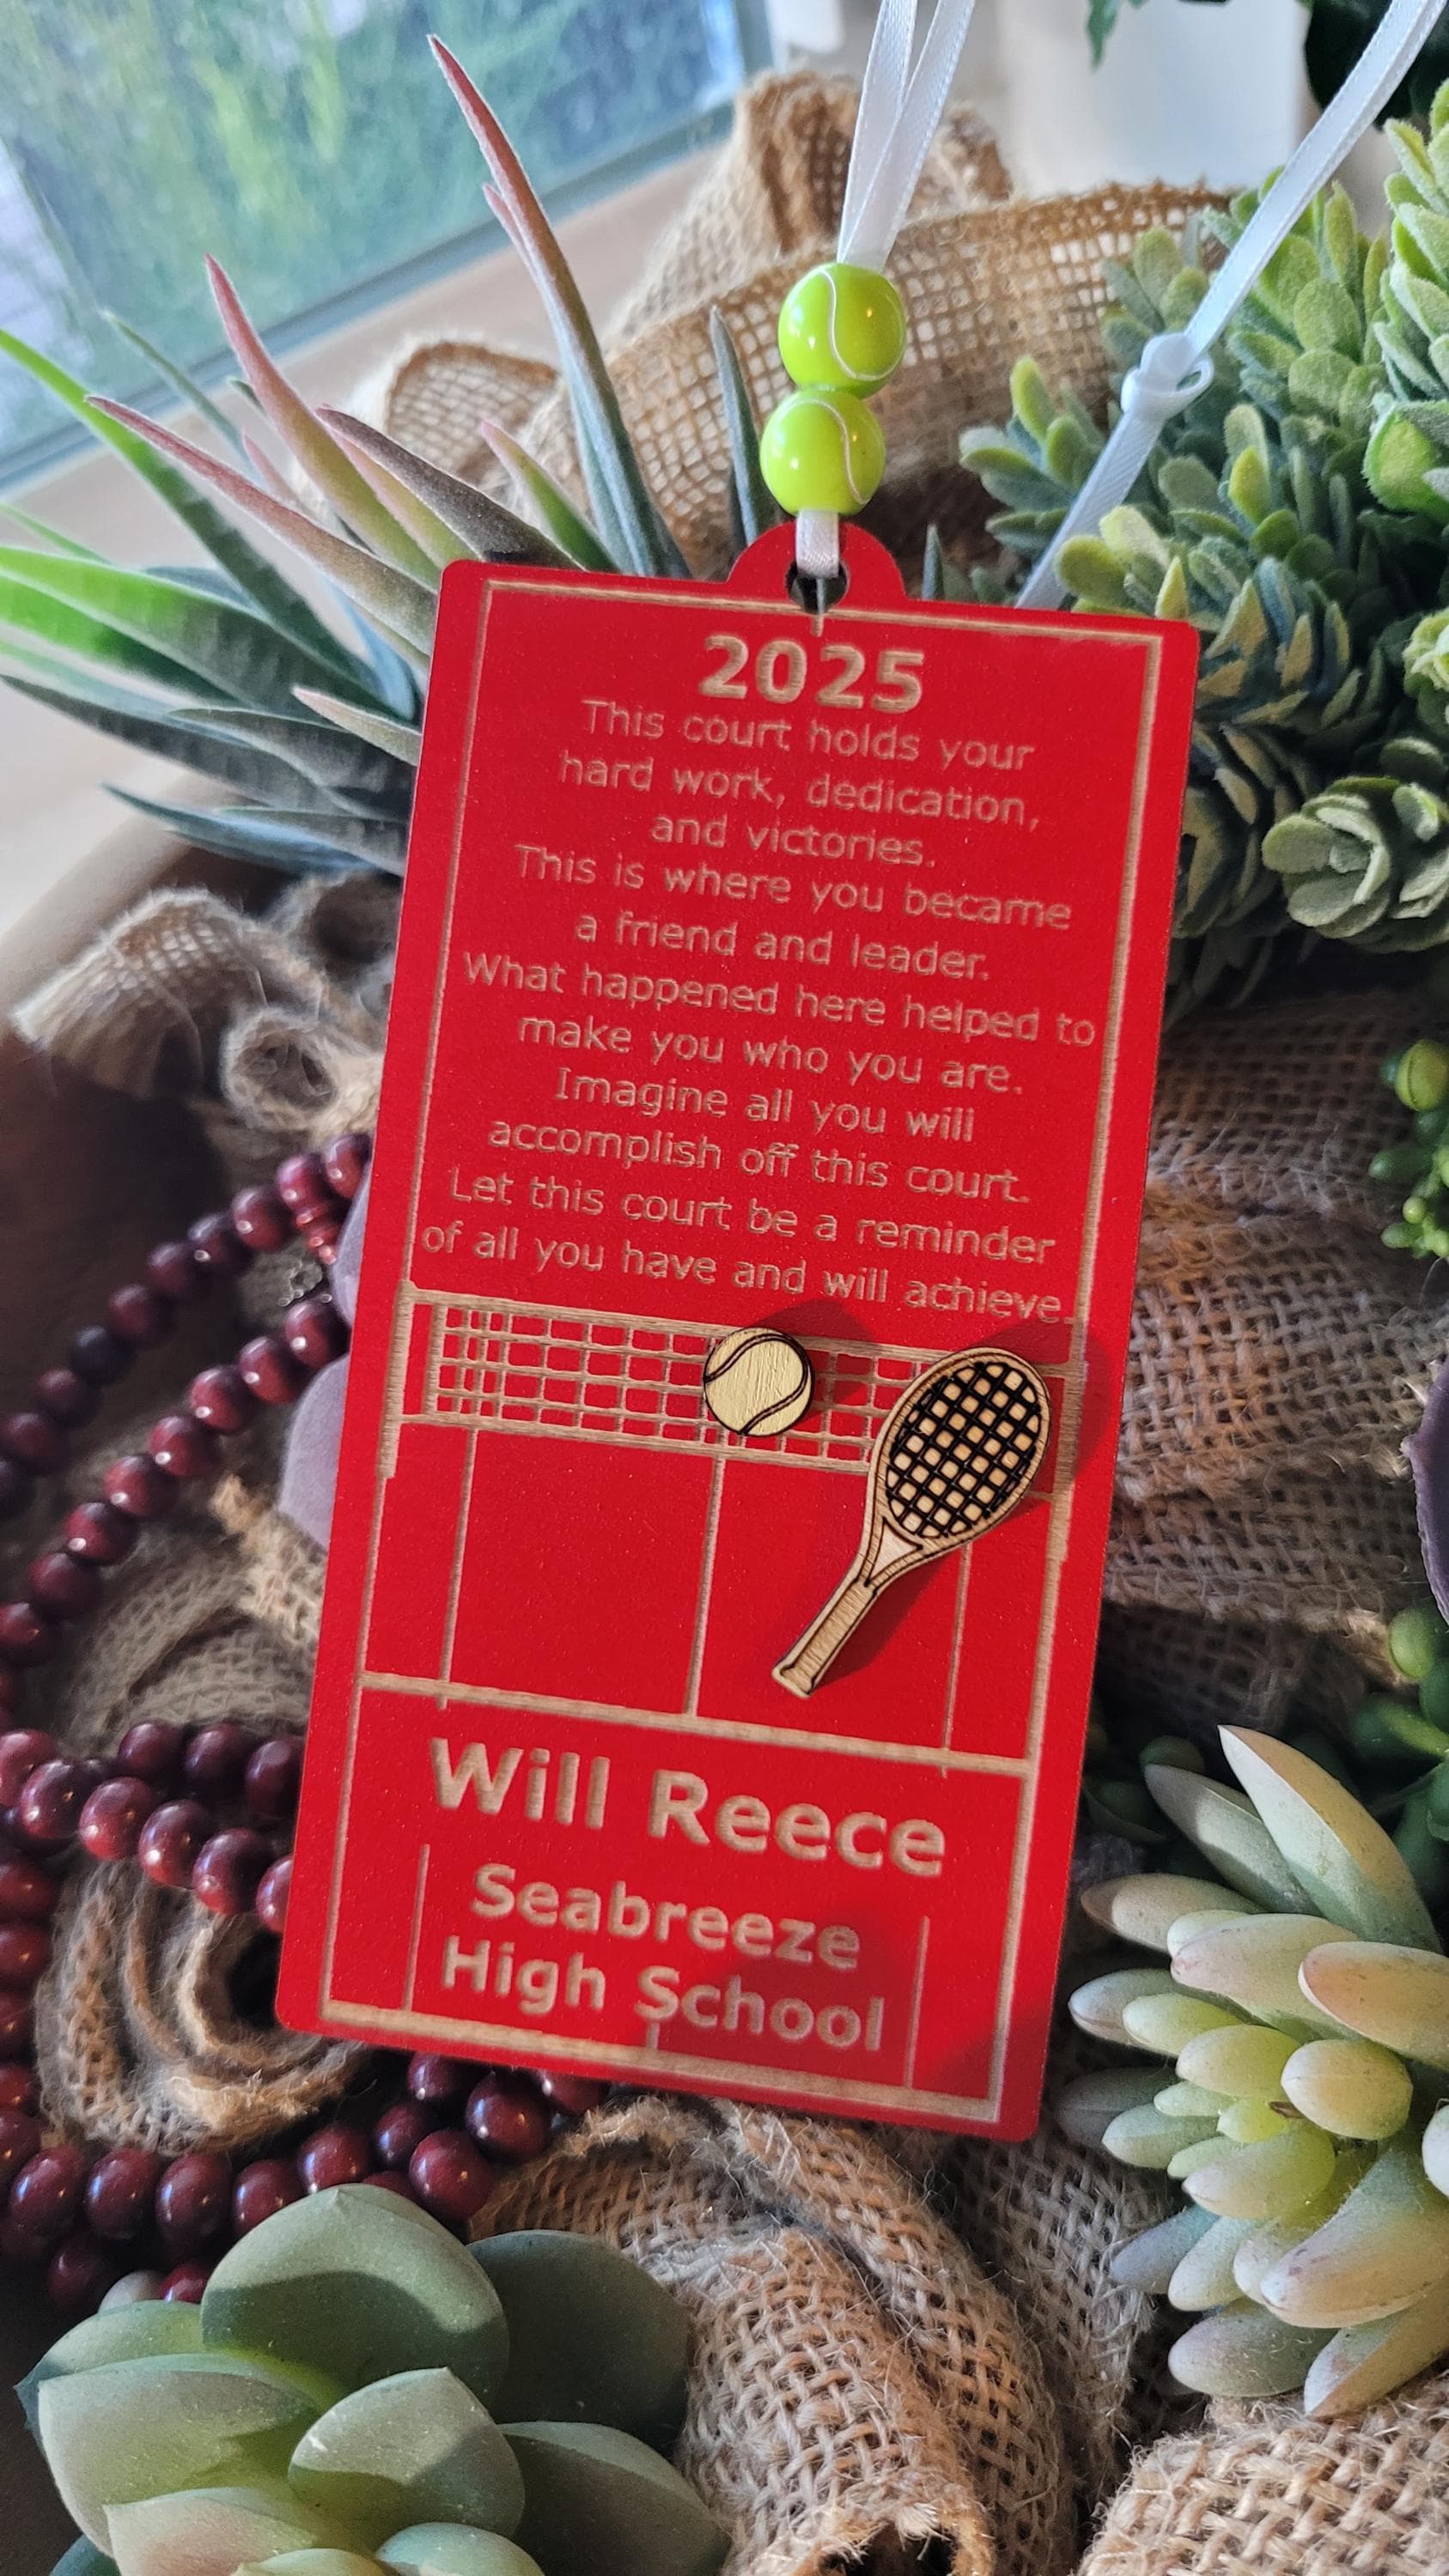 2025
This court holds your
hard work, dedication,
and victories.
This is where you became
a friend and leader.
What happened here helped to
make you who you are.
Imagine all you will
accomplish off this court.
Let this court be a reminder
of all you have and will achieve.
Will Reece
Seabreeze
High School